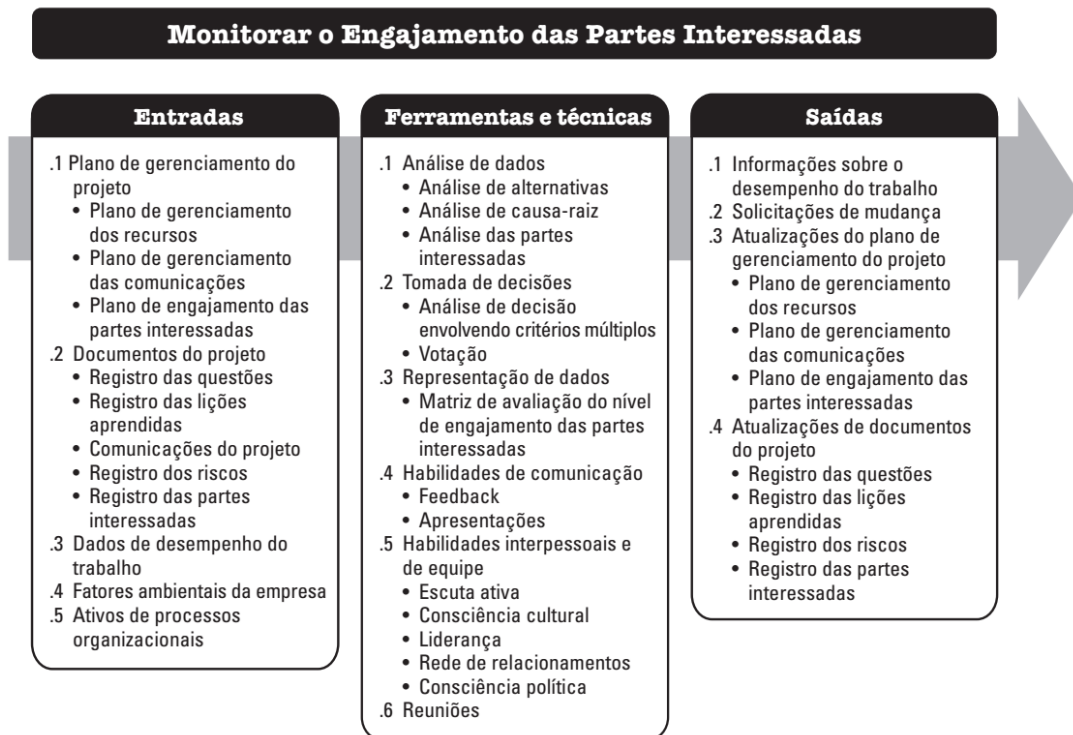 Monitorar o Engajamento das Partes Interessadas
Entradas
.1 Plano de gerenciamento do
projeto
• Plano de gerenciamento
dos recursos
• Plano de gerenciamento
das comunicações
• Plano de engajamento das
partes interessadas
.2 Documentos do projeto
• Registro das questões
• Registro das lições
aprendidas
• Comunicações do projeto
• Registro dos riscos
• Registro das partes
interessadas
.3 Dados de desempenho do
trabalho
.4 Fatores ambientais da empresa
.5 Ativos de processos
organizacionais
Ferramentas e técnicas
.1 Análise de dados
• Análise de alternativas
• Análise de causa-raiz
• Análise das partes
interessadas
.2 Tomada de decisões
• Análise de decisão
envolvendo critérios múltiplos
• Votação
.3 Representação de dados
• Matriz de avaliação do nível
de engajamento das partes
interessadas
.4 Habilidades de comunicação
• Feedback
• Apresentações
.5 Habilidades interpessoais e
de equipe
• Escuta ativa
• Consciência cultural
• Liderança
• Rede de relacionamentos
• Consciência política
.6 Reuniões
Saídas
.1 Informações sobre o
desempenho do trabalho
.2 Solicitações de mudança
.3 Atualizações do plano de
gerenciamento do projeto
• Plano de gerenciamento
dos recursos
• Plano de gerenciamento
das comunicações
• Plano de engajamento das
partes interessadas
.4 Atualizações de documentos
do projeto
• Registro das questões
• Registro das lições
aprendidas
• Registro dos riscos
• Registro das partes
interessadas